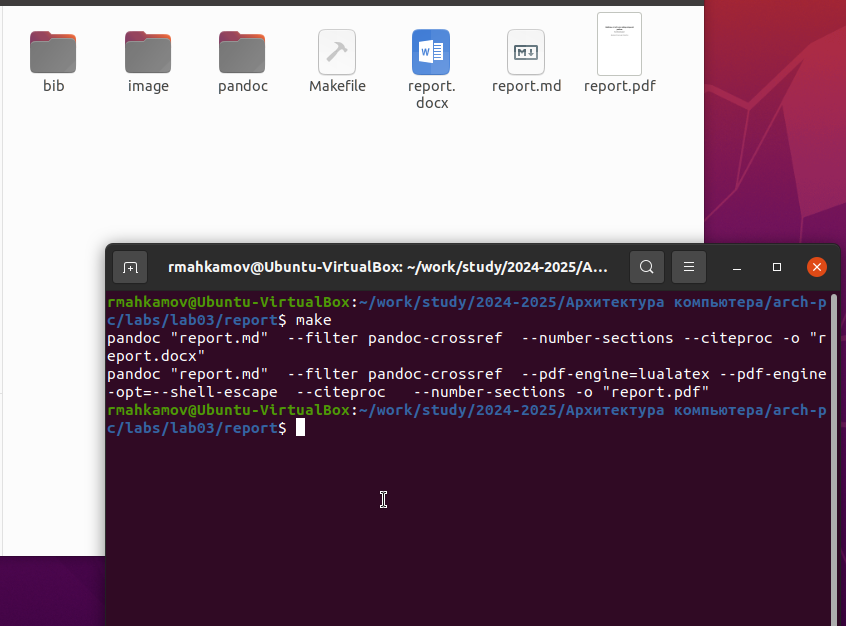 bib
image
pandoc
Makefile
report.
docx
report.md
report.pdf
rmahkamov@Ubuntu-VirtualBox: ~/work/study/2024-2025/А...
rmahkamov@Ubuntu-VirtualBox:~/work/study/2024-2025/Архитектура компьютера/arch-p
c/labs/lab03/report$ make
pandoc "report.md"  --filter pandoc-crossref  --number-sections --citeproc -o "r
eport.docx"
pandoc "report.md"  --filter pandoc-crossref  --pdf-engine=lualatex --pdf-engine
-opt=--shell-escape  --citeproc   --number-sections -o "report.pdf"
rmahkamov@Ubuntu-VirtualBox:~/work/study/2024-2025/Архитектура компьютера/arch-p
c/labs/lab03/report$